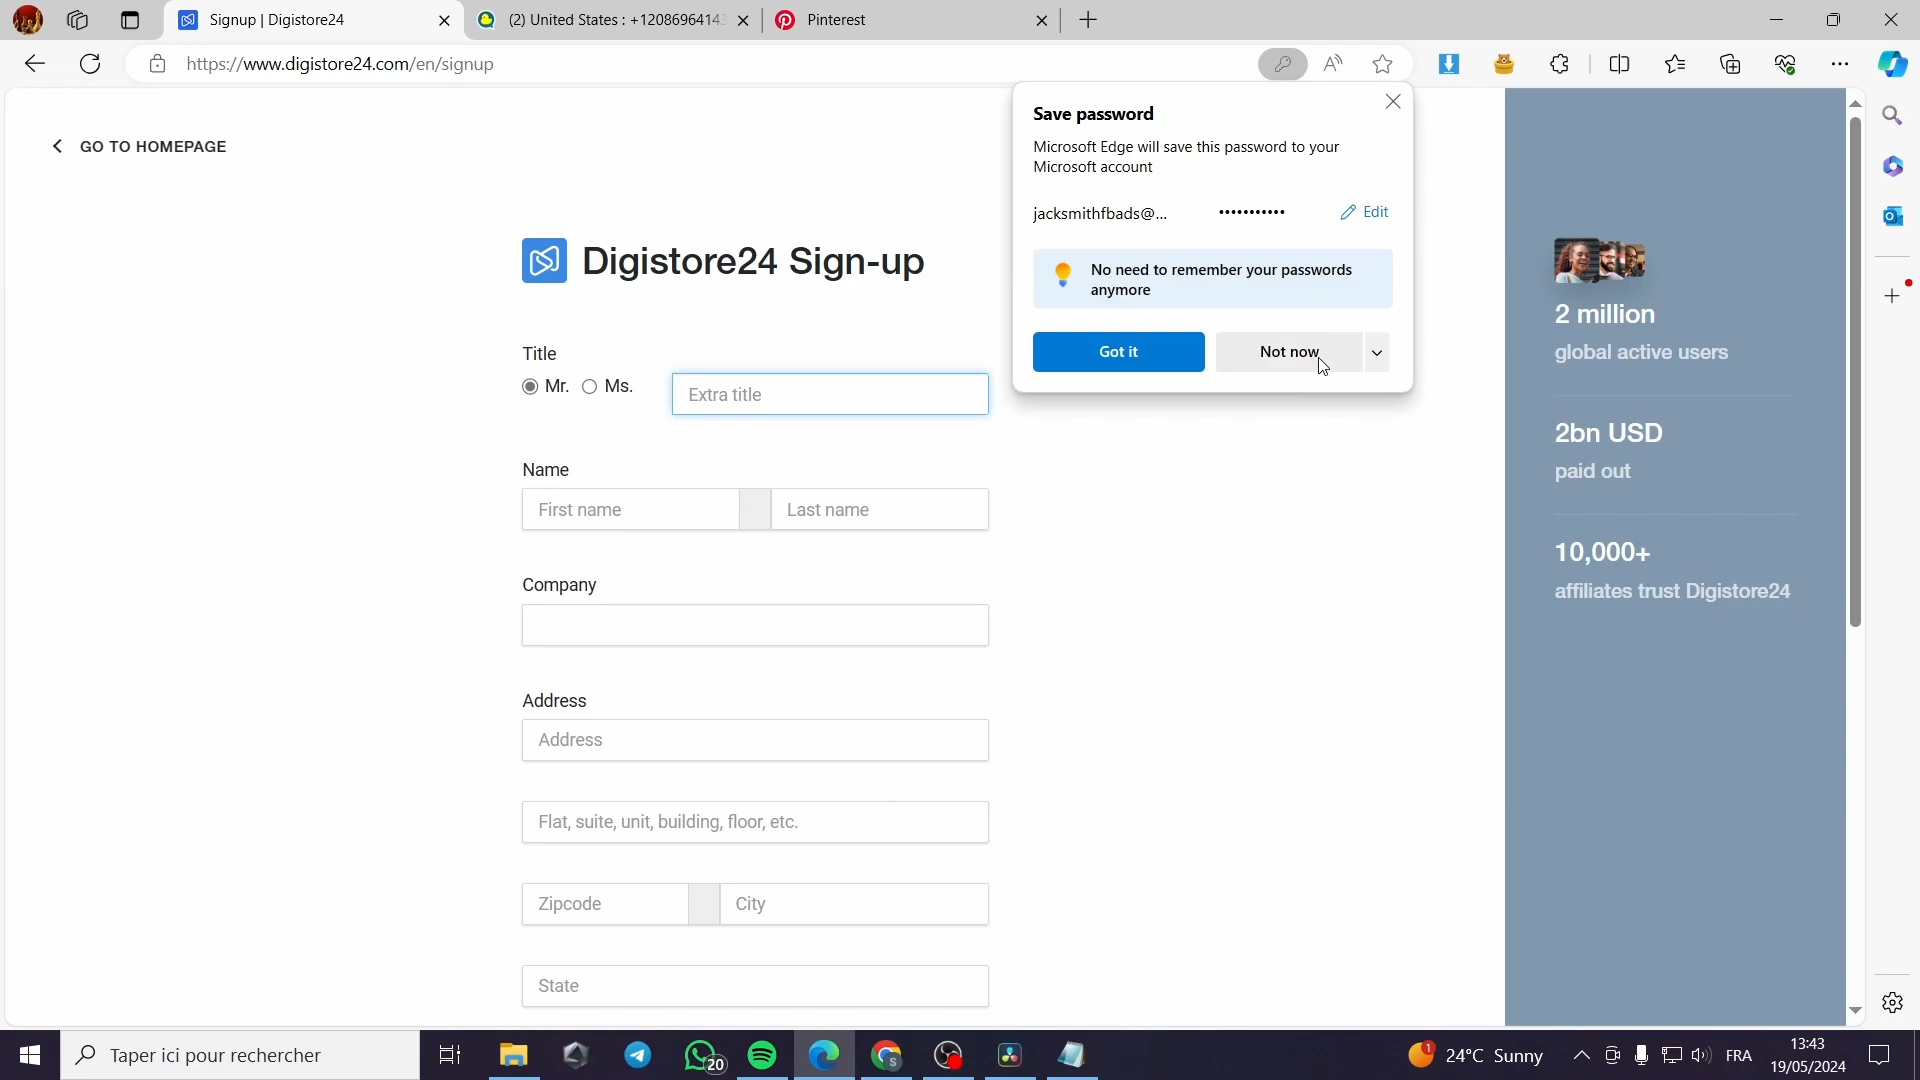 Signup | Digistore24
(2) United States : +12086964143
Pinterest
https://www.digistore24.com/en/signup
GO TO HOMEPAGE
Save password
Microsoft Edge will save this password to your
Microsoft account
jacksmithfbads@... ••••••••••• Edit
No need to remember your passwords
anymore
Got it
Not now
Digistore24 Sign-up
Title
Mr. Ms.
Extra title
Name
First name
Last name
Company
Address
Address
Flat, suite, unit, building, floor, etc.
Zipcode
City
State
2 million
global active users
2bn USD
paid out
10,000+
affiliates trust Digistore24
Taper ici pour rechercher
20
1
24°C Sunny
FRA
13:43
19/05/2024